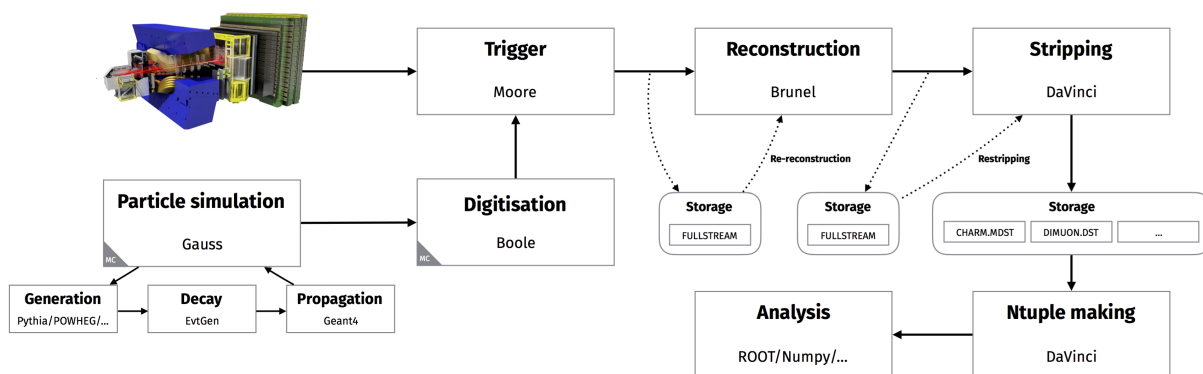 Trigger
Moore
Reconstruction
Brunel
Stripping
DaVinci
Re-reconstruction
Restripping
Particle simulation
Gauss
MC
Digitisation
Boole
MC
Storage
FULLSTREAM
Storage
FULLSTREAM
Storage
CHARM.MDST
DIMUON.DST
...
Generation
Pythia/POWHEG/...
Decay
EvtGen
Propagation
Geant4
Analysis
ROOT/Numpy/...
Ntuple making
DaVinci